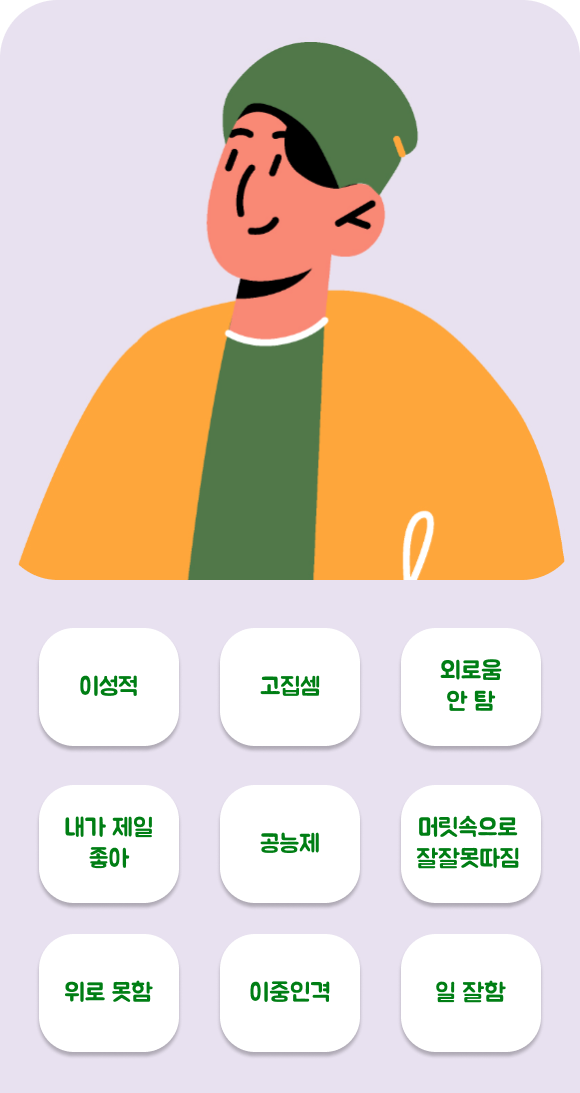 이성적
고집셈
외로움
안 탐
내가 제일
좋아
공능제
머릿속으로
잘잘못따짐
위로 못함
이중인격
일 잘함